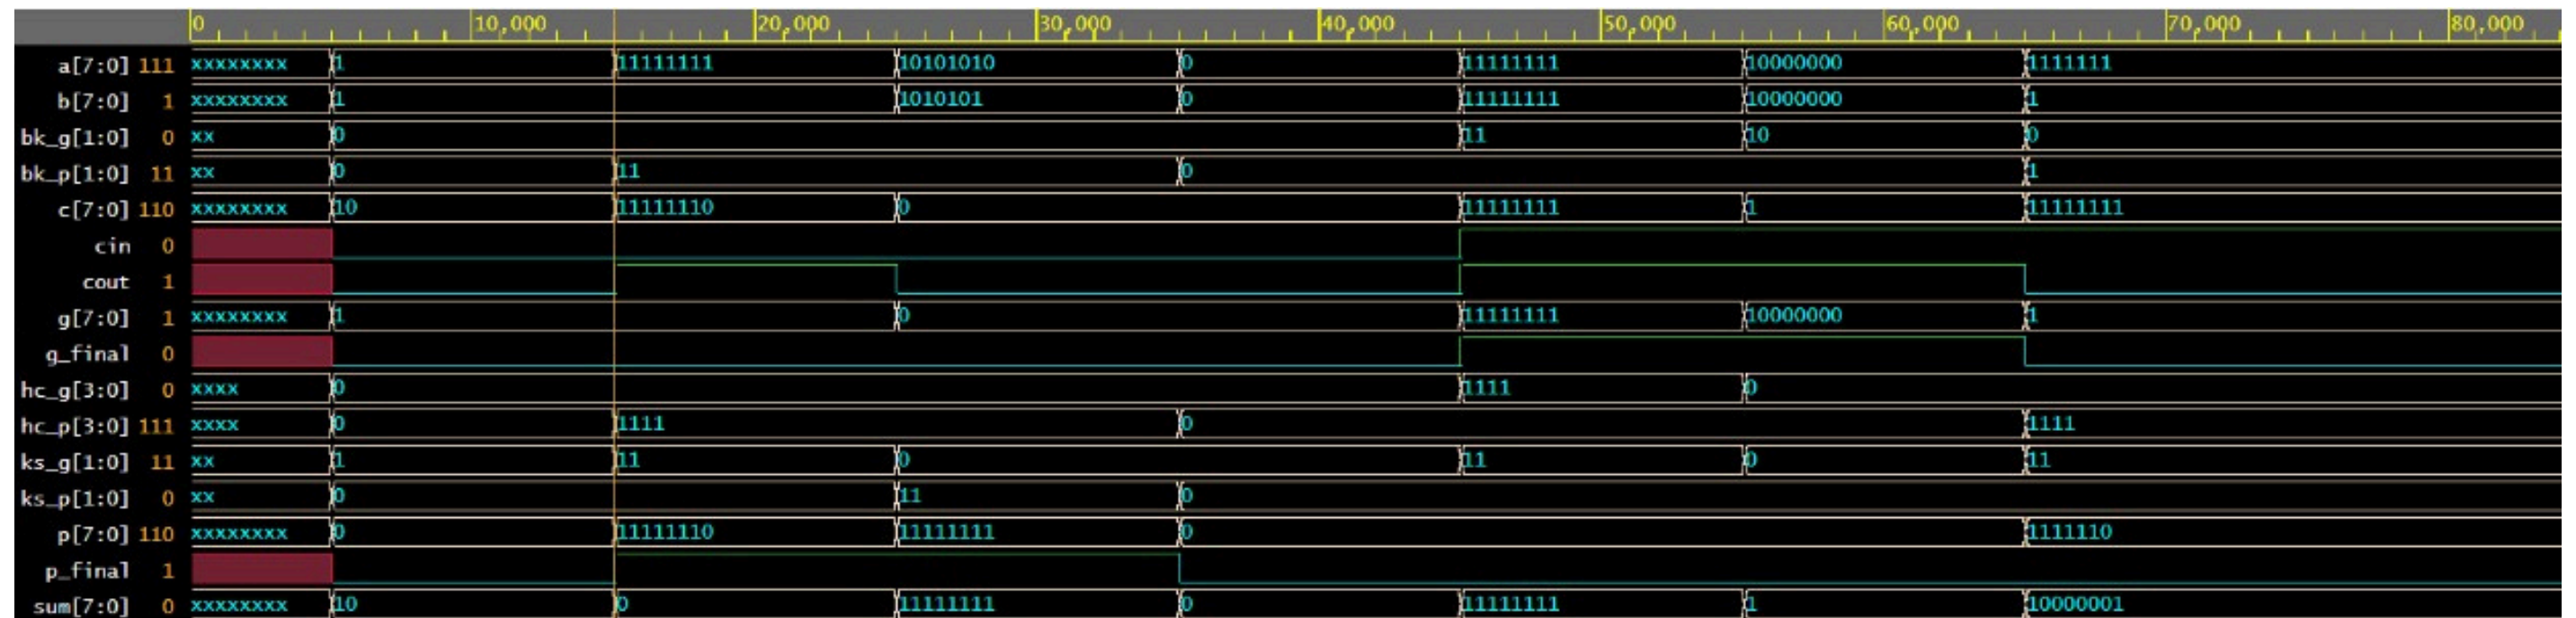 0 10,000 20,000 30,000 40,000 50,000 60,000 70,000 80,000
a[7:0] 111 xxxxxxxx 1 11111111 10101010 0 11111111 10000000 1111111
b[7:0] 1 xxxxxxxx 1 1010101 0 11111111 10000000 1
bk_g[1:0] 0 xx 0 11 10 0
bk_p[1:0] 11 xx 0 11 0 1
c[7:0] 110 xxxxxxxx 10 11111110 0 11111111 1 11111111
cin 0
cout 1
g[7:0] 1 xxxxxxxx 1 0 11111111 10000000 1
g_final 0
hc_g[3:0] 0 xxxx 0 1111 0
hc_p[3:0] 111 xxxx 0 1111 0 1111
ks_g[1:0] 11 xx 1 11 0 11 0 11
ks_p[1:0] 0 xx 0 11 0
p[7:0] 110 xxxxxxxx 0 11111110 11111111 0 1111110
p_final 1
sum[7:0] 0 xxxxxxxx 10 0 11111111 0 11111111 1 10000001